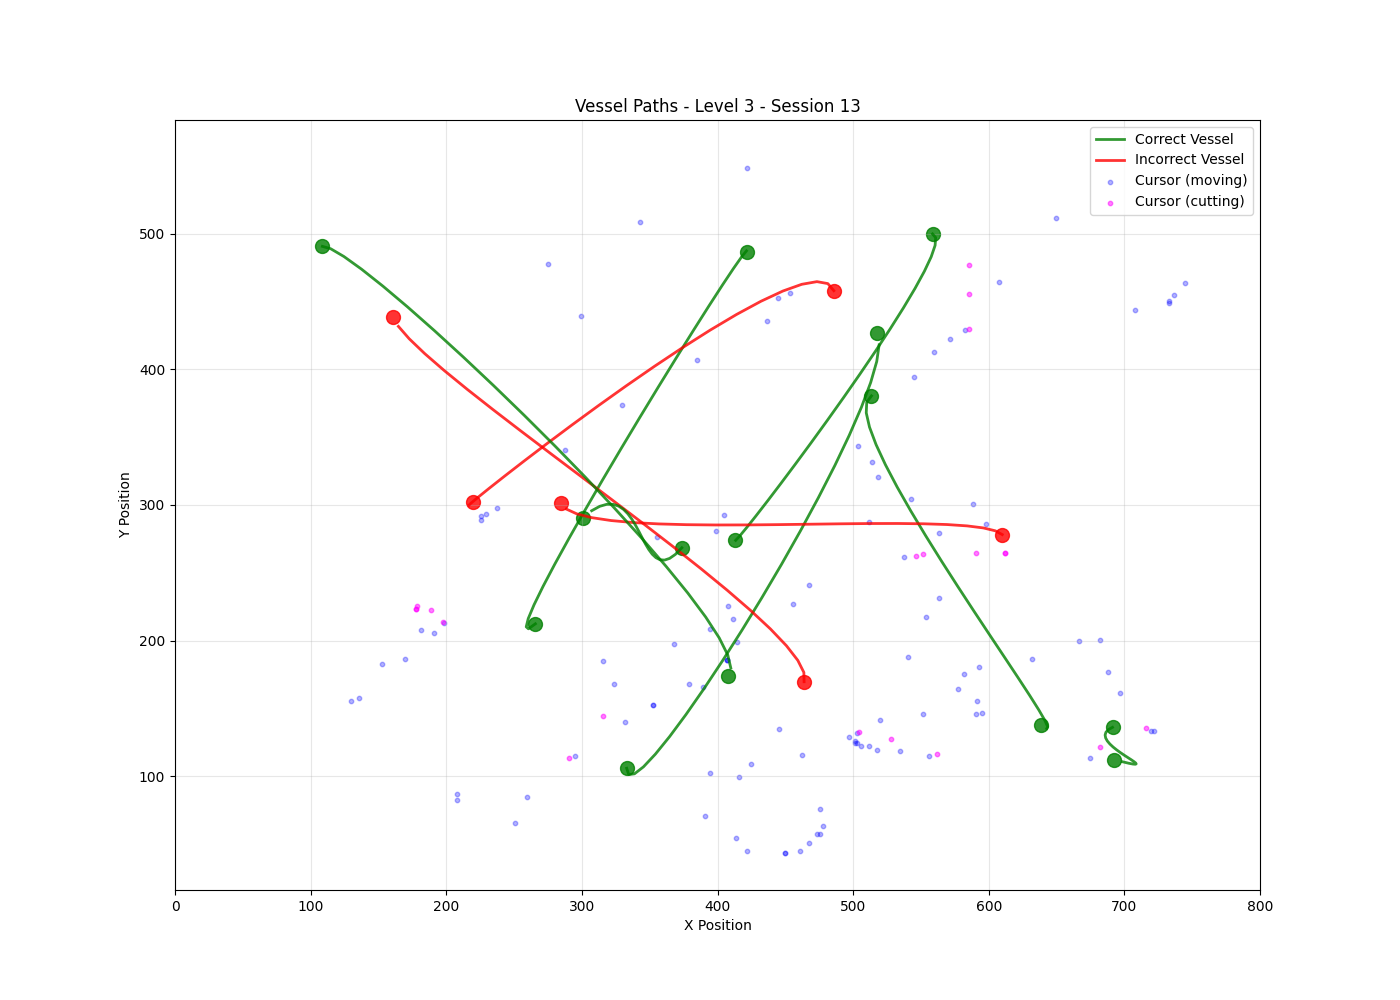 Vessel Paths - Level 3 - Session 13
Correct Vessel
Incorrect Vessel
Cursor (moving)
Cursor (cutting)
500
400
300
200
100
Y Position
0 100 200 300 400 500 600 700 800
X Position